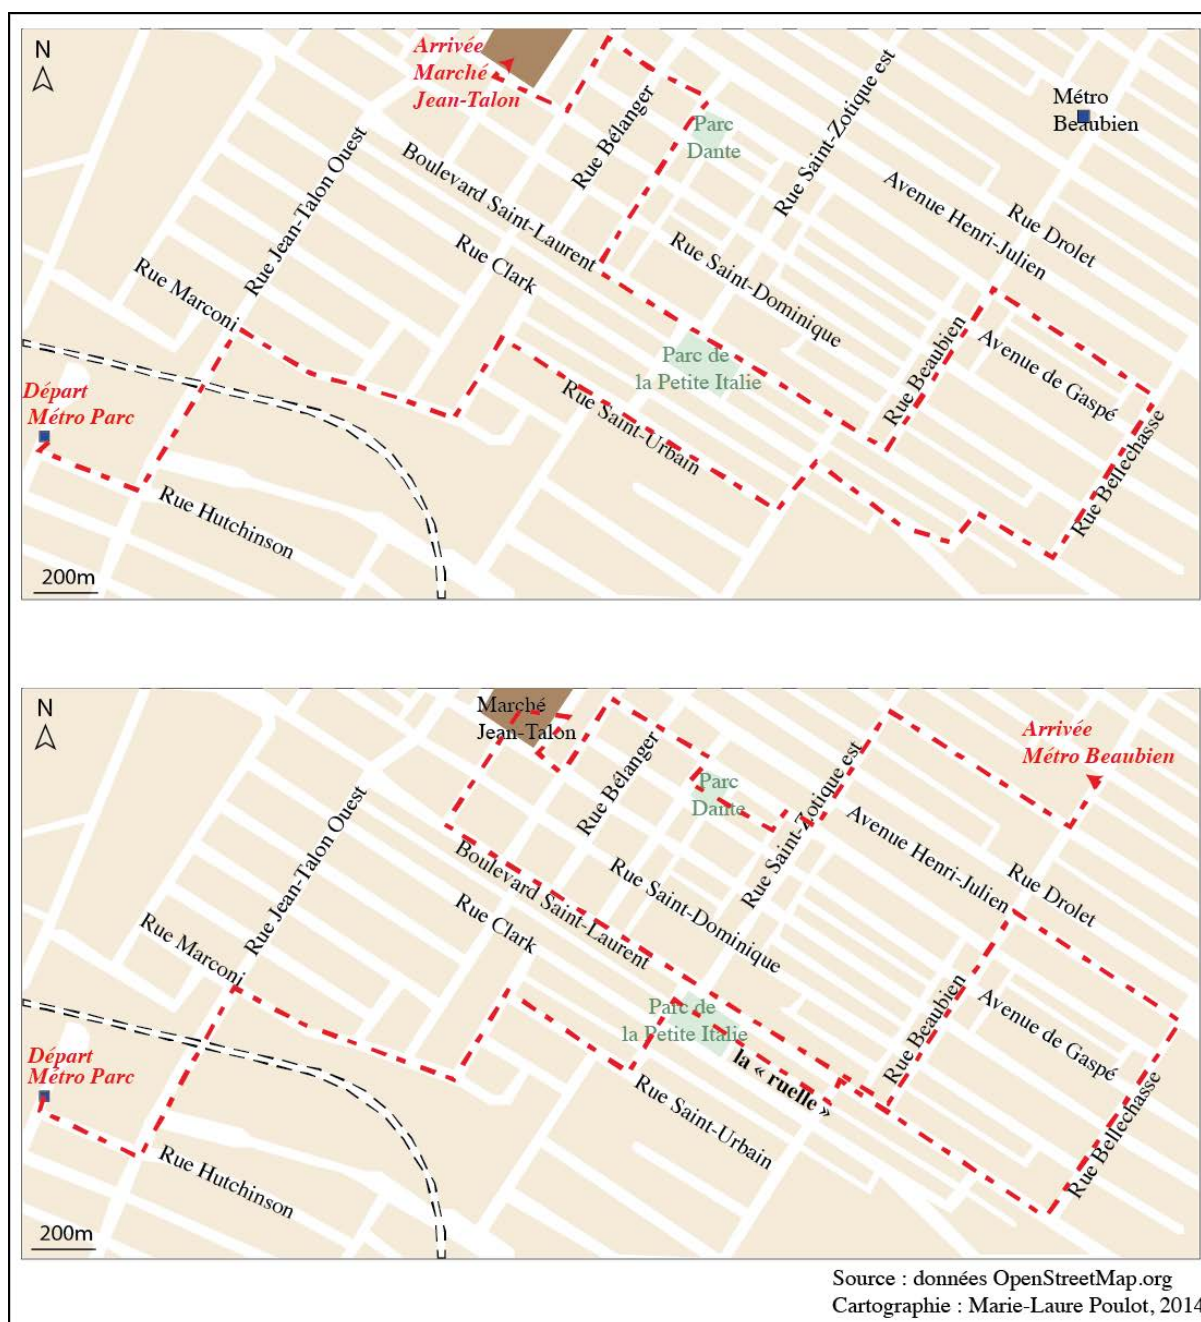 N
Arrivée
Marché
Jean-Talon
Métro
Beaubien
Rue Saint-Zotique est
Parc
Dante
Rue Bélanger
Boulevard Saint-Laurent
Rue Jean-Talon Ouest
Avenue Henri-Julien
Rue Drolet
Rue Clark
Rue Saint-Dominique
Rue Marconi
Parc de
la Petite Italie
Rue Beaubien
Avenue de Gaspé
Départ
Métro Parc
Rue Saint-Urbain
Rue Bellechasse
Rue Hutchinson
200m
N
Marché
Jean-Talon
Arrivée
Métro Beaubien
Rue Bélanger
Parc
Dante
Rue Saint-Zotique est
Rue Jean-Talon Ouest
Avenue Henri-Julien
Rue Drolet
Boulevard Saint-Laurent
Rue Saint-Dominique
Rue Clark
Rue Marconi
Parc de
la Petite Italie
Rue Beaubien
Avenue de Gaspé
Départ
Métro Parc
la « ruelle »
Rue Saint-Urbain
Rue Bellechasse
Rue Hutchinson
200m
Source : données OpenStreetMap.org
Cartographie : Marie-Laure Poulot, 2014